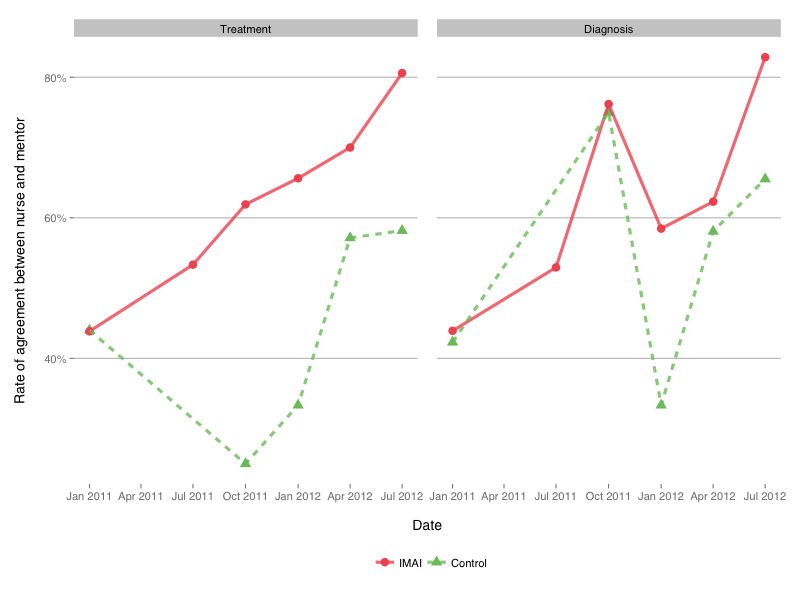 Treatment Diagnosis
Rate of agreement between nurse and mentor
80%
60%
40%
Jan 2011 Apr 2011 Jul 2011 Oct 2011 Jan 2012 Apr 2012 Jul 2012 Jan 2011 Apr 2011 Jul 2011 Oct 2011 Jan 2012 Apr 2012 Jul 2012
Date
IMAI Control